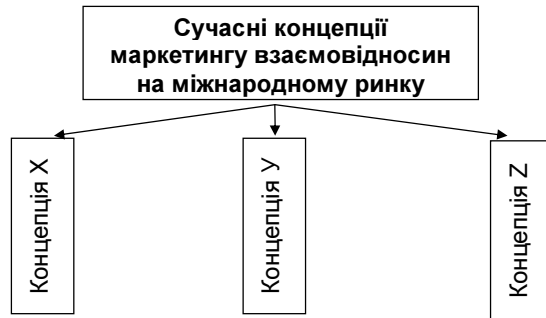 Сучасні концепції
маркетингу взаємовідносин
на міжнародному ринку
Концепція X
Концепція У
Концепція Z